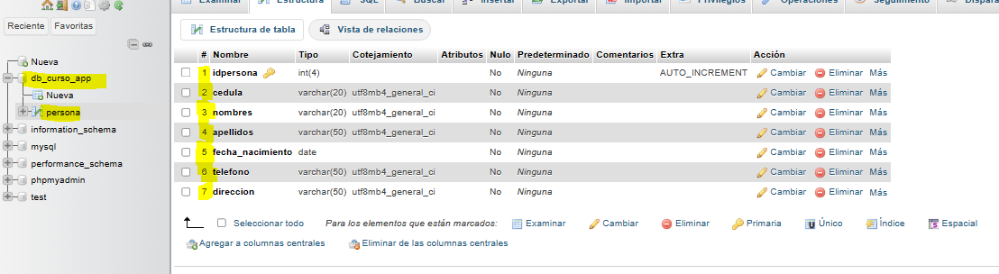 Examinar Estructura SQL Buscar Insertar Exportar Importar Privilegios Operaciones Seguimiento
Reciente Favoritas
Estructura de tabla Vista de relaciones
Nueva
db_curso_app
Nueva
persona
information_schema
mysql
performance_schema
phpmyadmin
test
# Nombre Tipo Cotejamiento Atributos Nulo Predeterminado Comentarios Extra Acción
1 idpersona int(4) No Ninguna AUTO_INCREMENT Cambiar Eliminar Más
2 cedula varchar(20) utf8mb4_general_ci No Ninguna Cambiar Eliminar Más
3 nombres varchar(20) utf8mb4_general_ci No Ninguna Cambiar Eliminar Más
4 apellidos varchar(50) utf8mb4_general_ci No Ninguna Cambiar Eliminar Más
5 fecha_nacimiento date No Ninguna Cambiar Eliminar Más
6 telefono varchar(50) utf8mb4_general_ci No Ninguna Cambiar Eliminar Más
7 direccion varchar(50) utf8mb4_general_ci No Ninguna Cambiar Eliminar Más
Seleccionar todo Para los elementos que están marcados: Examinar Cambiar Eliminar Primaria Único Índice Espacial
Agregar a columnas centrales Eliminar de las columnas centrales